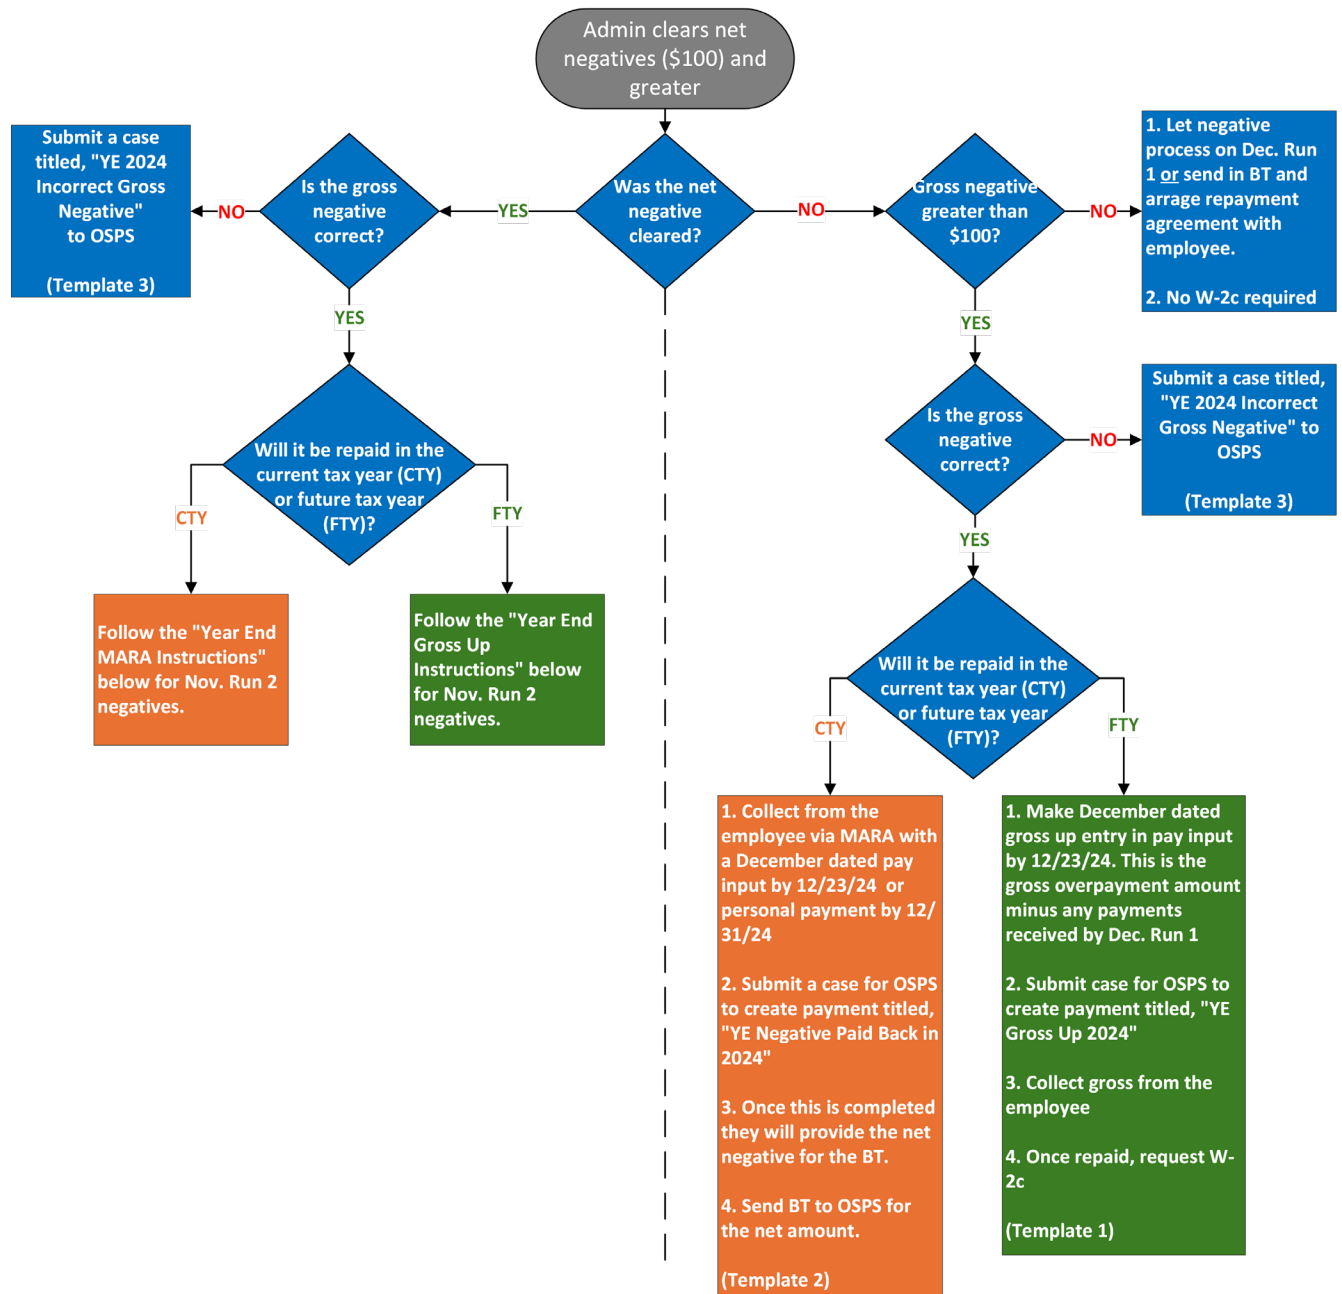 Admin clears net
negatives ($100) and
greater
Submit a case
titled, "YE 2024
Incorrect Gross
Negative"
to OSPS
(Template 3)
NO
Is the gross
negative
correct?
YES
Was the net
negative
cleared?
NO
Gross negative
greater than
$100?
NO
1. Let negative
process on Dec. Run
1 or send in BT and
arrage repayment
agreement with
employee.
2. No W-2c required
YES
YES
Will it be repaid in the
current tax year (CTY)
or future tax year
(FTY)?
CTY
FTY
Follow the "Year End
MARA Instructions"
below for Nov. Run 2
negatives.
Follow the "Year End
Gross Up
Instructions" below
for Nov. Run 2
negatives.
Is the gross
negative
correct?
NO
Submit a case titled,
"YE 2024 Incorrect
Gross Negative" to
OSPS
(Template 3)
YES
Will it be repaid in the
current tax year (CTY)
or future tax year
(FTY)?
CTY
FTY
1. Collect from the
employee via MARA with
a December dated pay
input by 12/23/24 or
personal payment by 12/
31/24
2. Submit a case for OSPS
to create payment titled,
"YE Negative Paid Back in
2024"
3. Once this is completed
they will provide the net
negative for the BT.
4. Send BT to OSPS for
the net amount.
(Template 2)
1. Make December dated
gross up entry in pay input
by 12/23/24. This is the
gross overpayment amount
minus any payments
received by Dec. Run 1
2. Submit case for OSPS to
create payment titled, "YE
Gross Up 2024"
3. Collect gross from the
employee
4. Once repaid, request W-
2c
(Template 1)